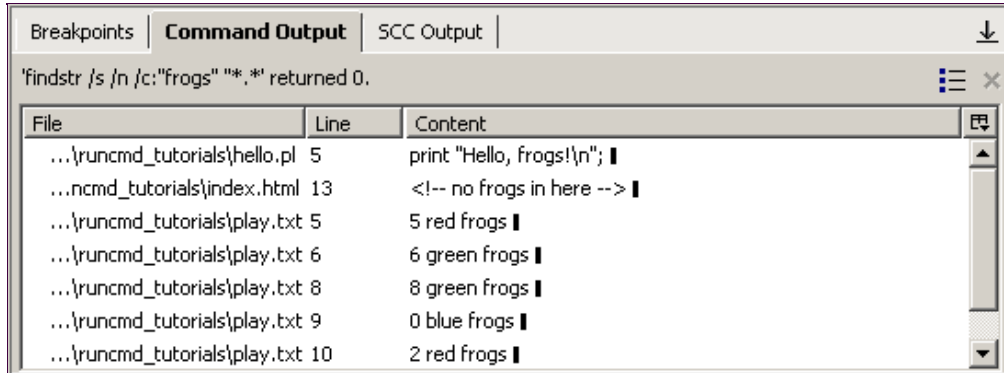 Breakpoints Command Output SCC Output
'findstr /s /n /c:"frogs" "*.*' returned 0.
File Line Content
...\runcmd_tutorials\hello.pl 5 print "Hello, frogs!\n";
...ncmd_tutorials\index.html 13 <!-- no frogs in here -->
...\runcmd_tutorials\play.txt 5 5 red frogs
...\runcmd_tutorials\play.txt 6 6 green frogs
...\runcmd_tutorials\play.txt 8 8 green frogs
...\runcmd_tutorials\play.txt 9 0 blue frogs
...\runcmd_tutorials\play.txt 10 2 red frogs